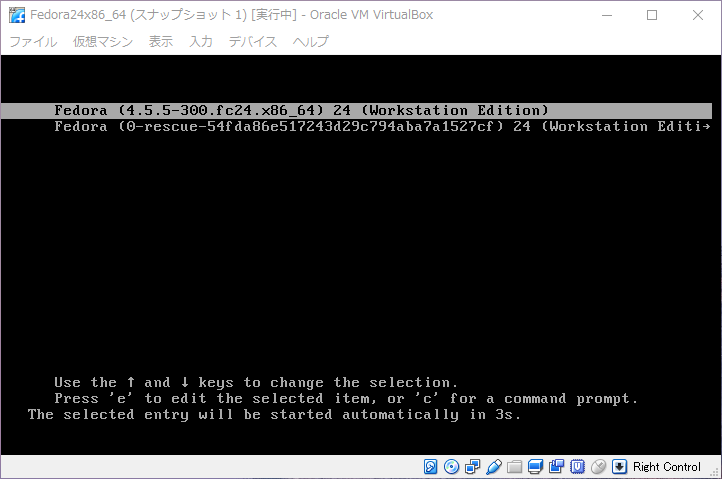 Fedora24x86_64 (スナップショット 1) [実行中] - Oracle VM VirtualBox
ファイル 仮想マシン 表示 入力 デバイス ヘルプ
Fedora (4.5.5-300.fc24.x86_64) 24 (Workstation Edition)
Fedora (0-rescue-54fda86e517243d29c794aba7a1527cf) 24 (Workstation Editi→
Use the ↑ and ↓ keys to change the selection.
Press 'e' to edit the selected item, or 'c' for a command prompt.
The selected entry will be started automatically in 3s.
Right Control